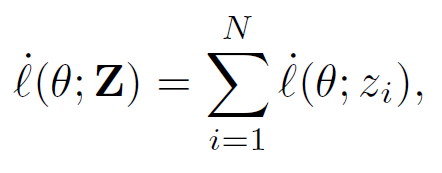 ℓ̇(θ; 𝐙) = ∑_{i=1}^{N} ℓ̇(θ; z_i),